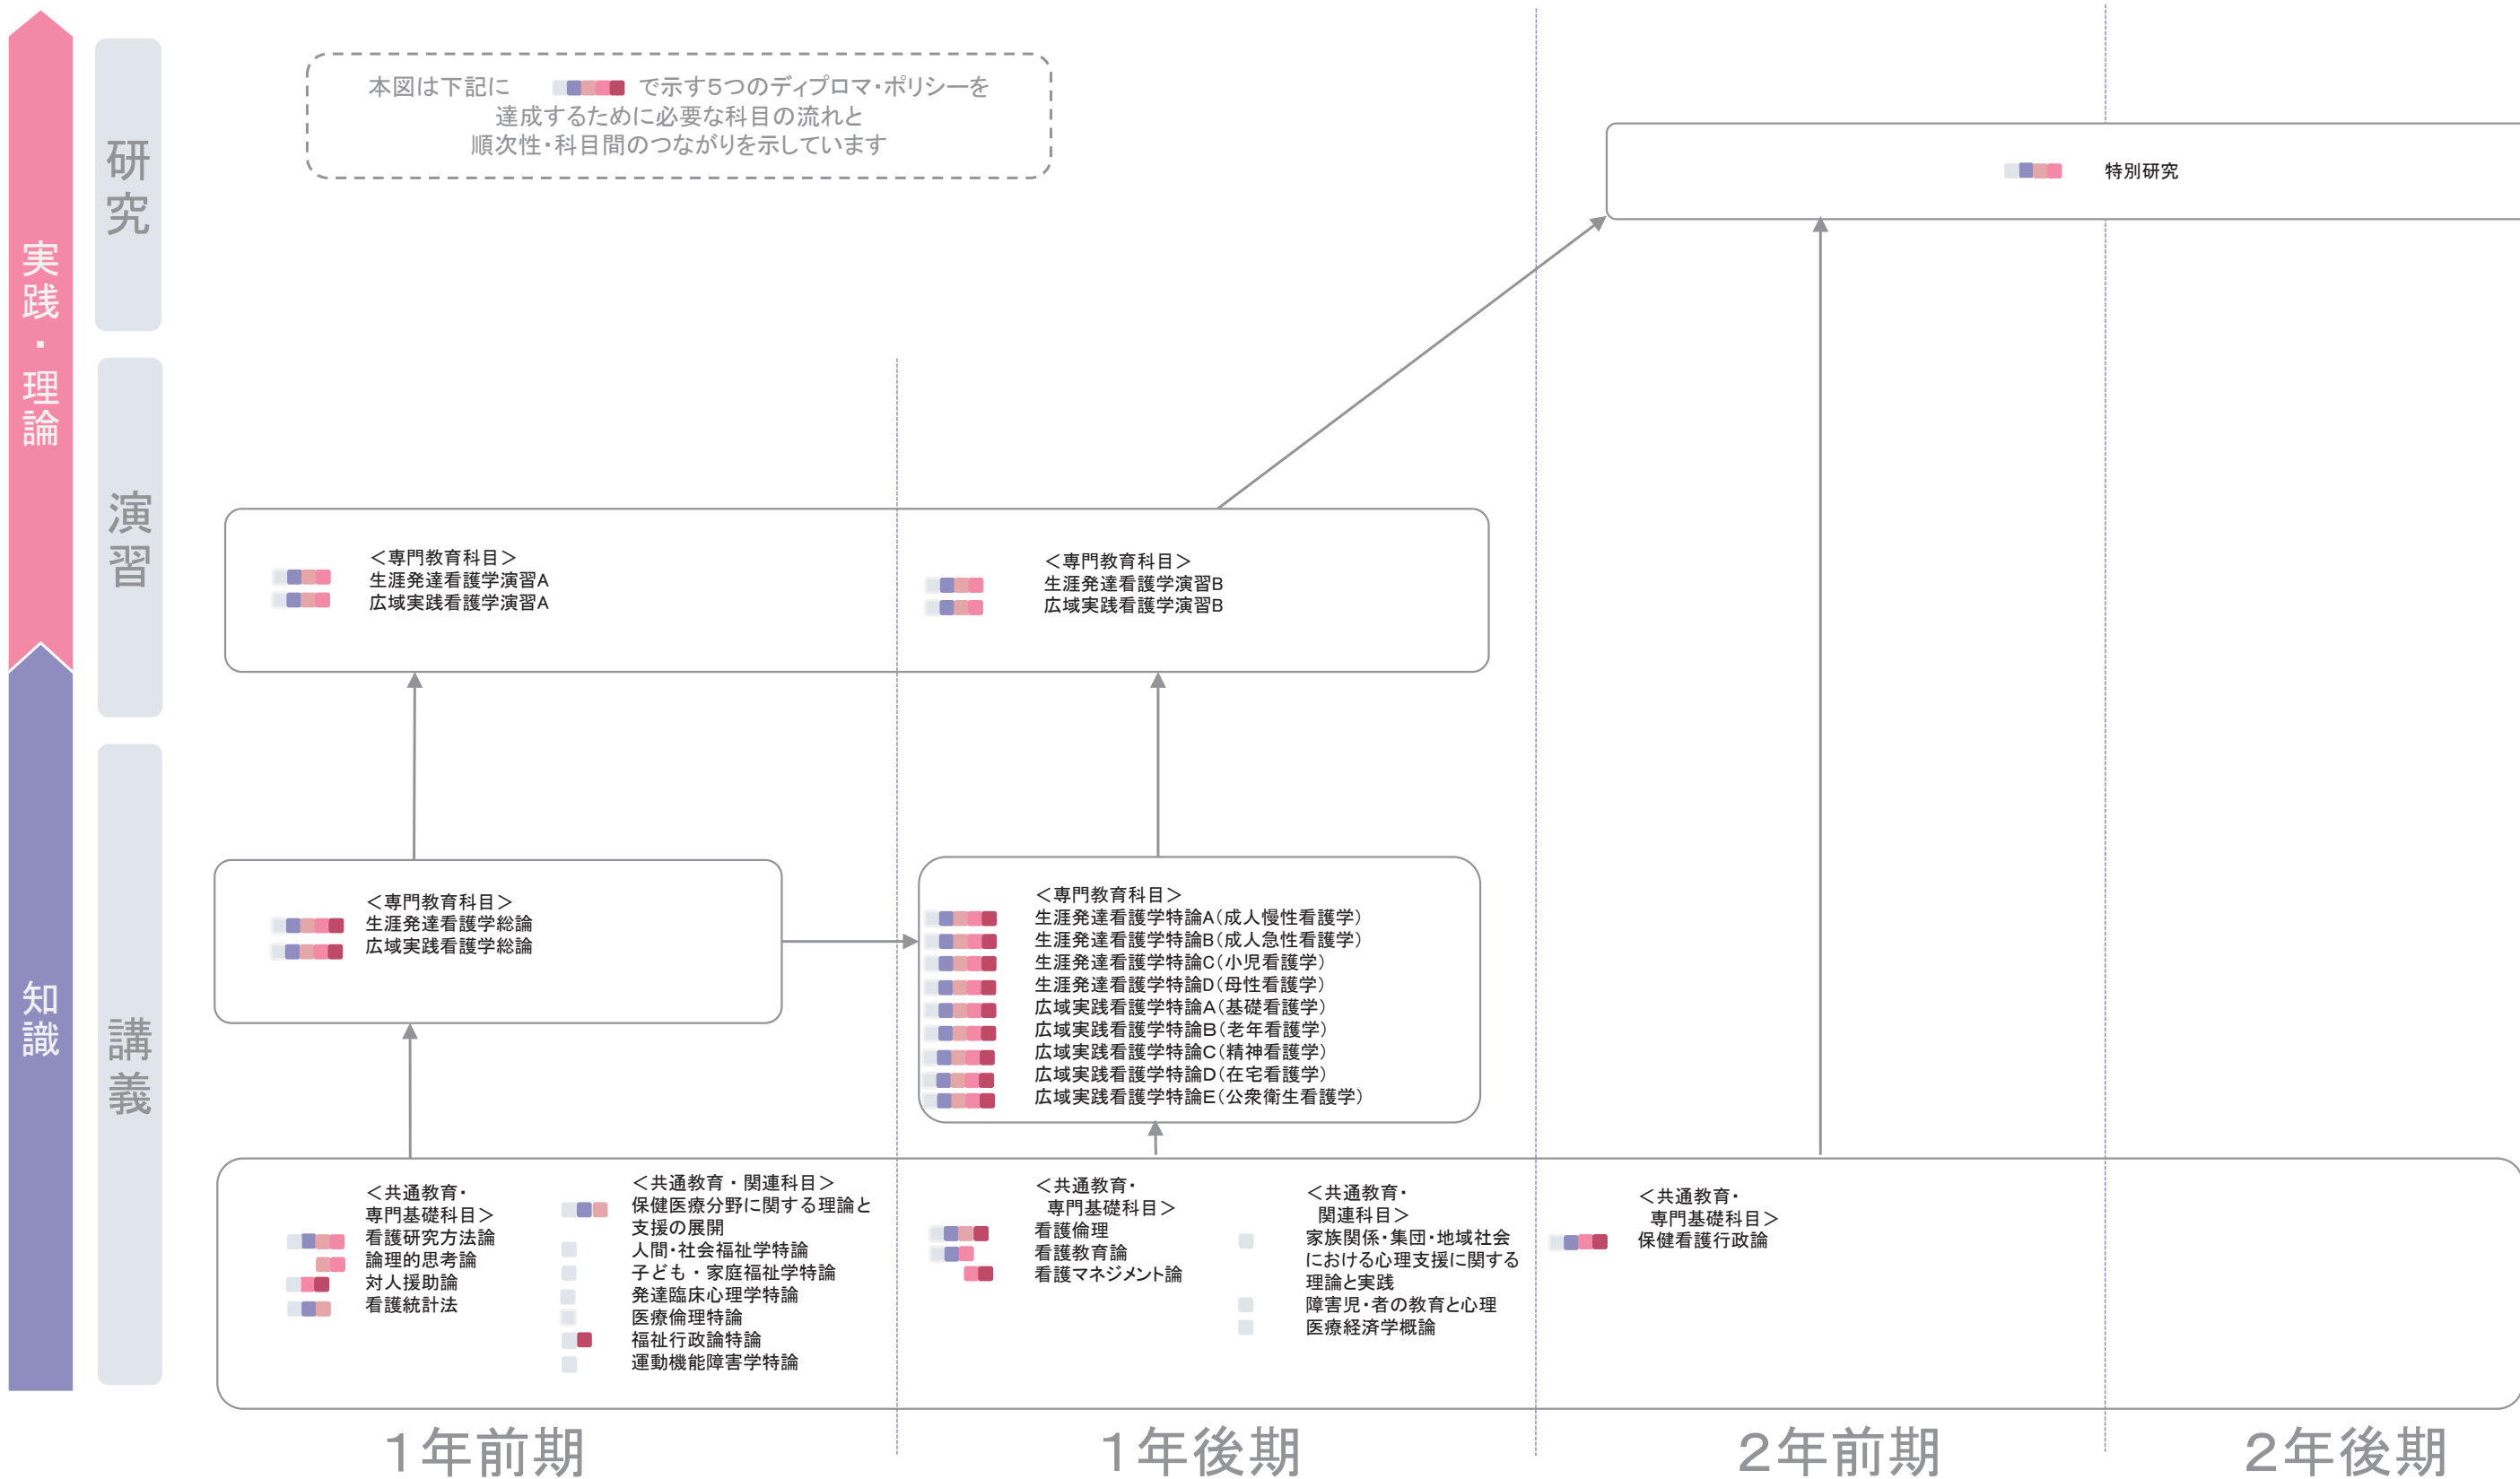 本図は下記に で示す5つのディプロマ・ポリシーを
達成するために必要な科目の流れと
順次性・科目間のつながりを示しています
実践・理論
知識
研究
演習
講義
特別研究
＜専門教育科目＞
生涯発達看護学演習A
広域実践看護学演習A
＜専門教育科目＞
生涯発達看護学演習B
広域実践看護学演習B
＜専門教育科目＞
生涯発達看護学総論
広域実践看護学総論
＜専門教育科目＞
生涯発達看護学特論A（成人慢性看護学）
生涯発達看護学特論B（成人急性看護学）
生涯発達看護学特論C（小児看護学）
生涯発達看護学特論D（母性看護学）
広域実践看護学特論A（基礎看護学）
広域実践看護学特論B（老年看護学）
広域実践看護学特論C（精神看護学）
広域実践看護学特論D（在宅看護学）
広域実践看護学特論E（公衆衛生看護学）
＜共通教育・
専門基礎科目＞
看護研究方法論
論理的思考論
対人援助論
看護統計法
＜共通教育・関連科目＞
保健医療分野に関する理論と
支援の展開
人間・社会福祉学特論
子ども・家庭福祉学特論
発達臨床心理学特論
医療倫理特論
福祉行政論特論
運動機能障害学特論
＜共通教育・
専門基礎科目＞
看護倫理
看護教育論
看護マネジメント論
＜共通教育・
関連科目＞
家族関係・集団・地域社会
における心理支援に関する
理論と実践
障害児・者の教育と心理
医療経済学概論
＜共通教育・
専門基礎科目＞
保健看護行政論
1年前期
1年後期
2年前期
2年後期